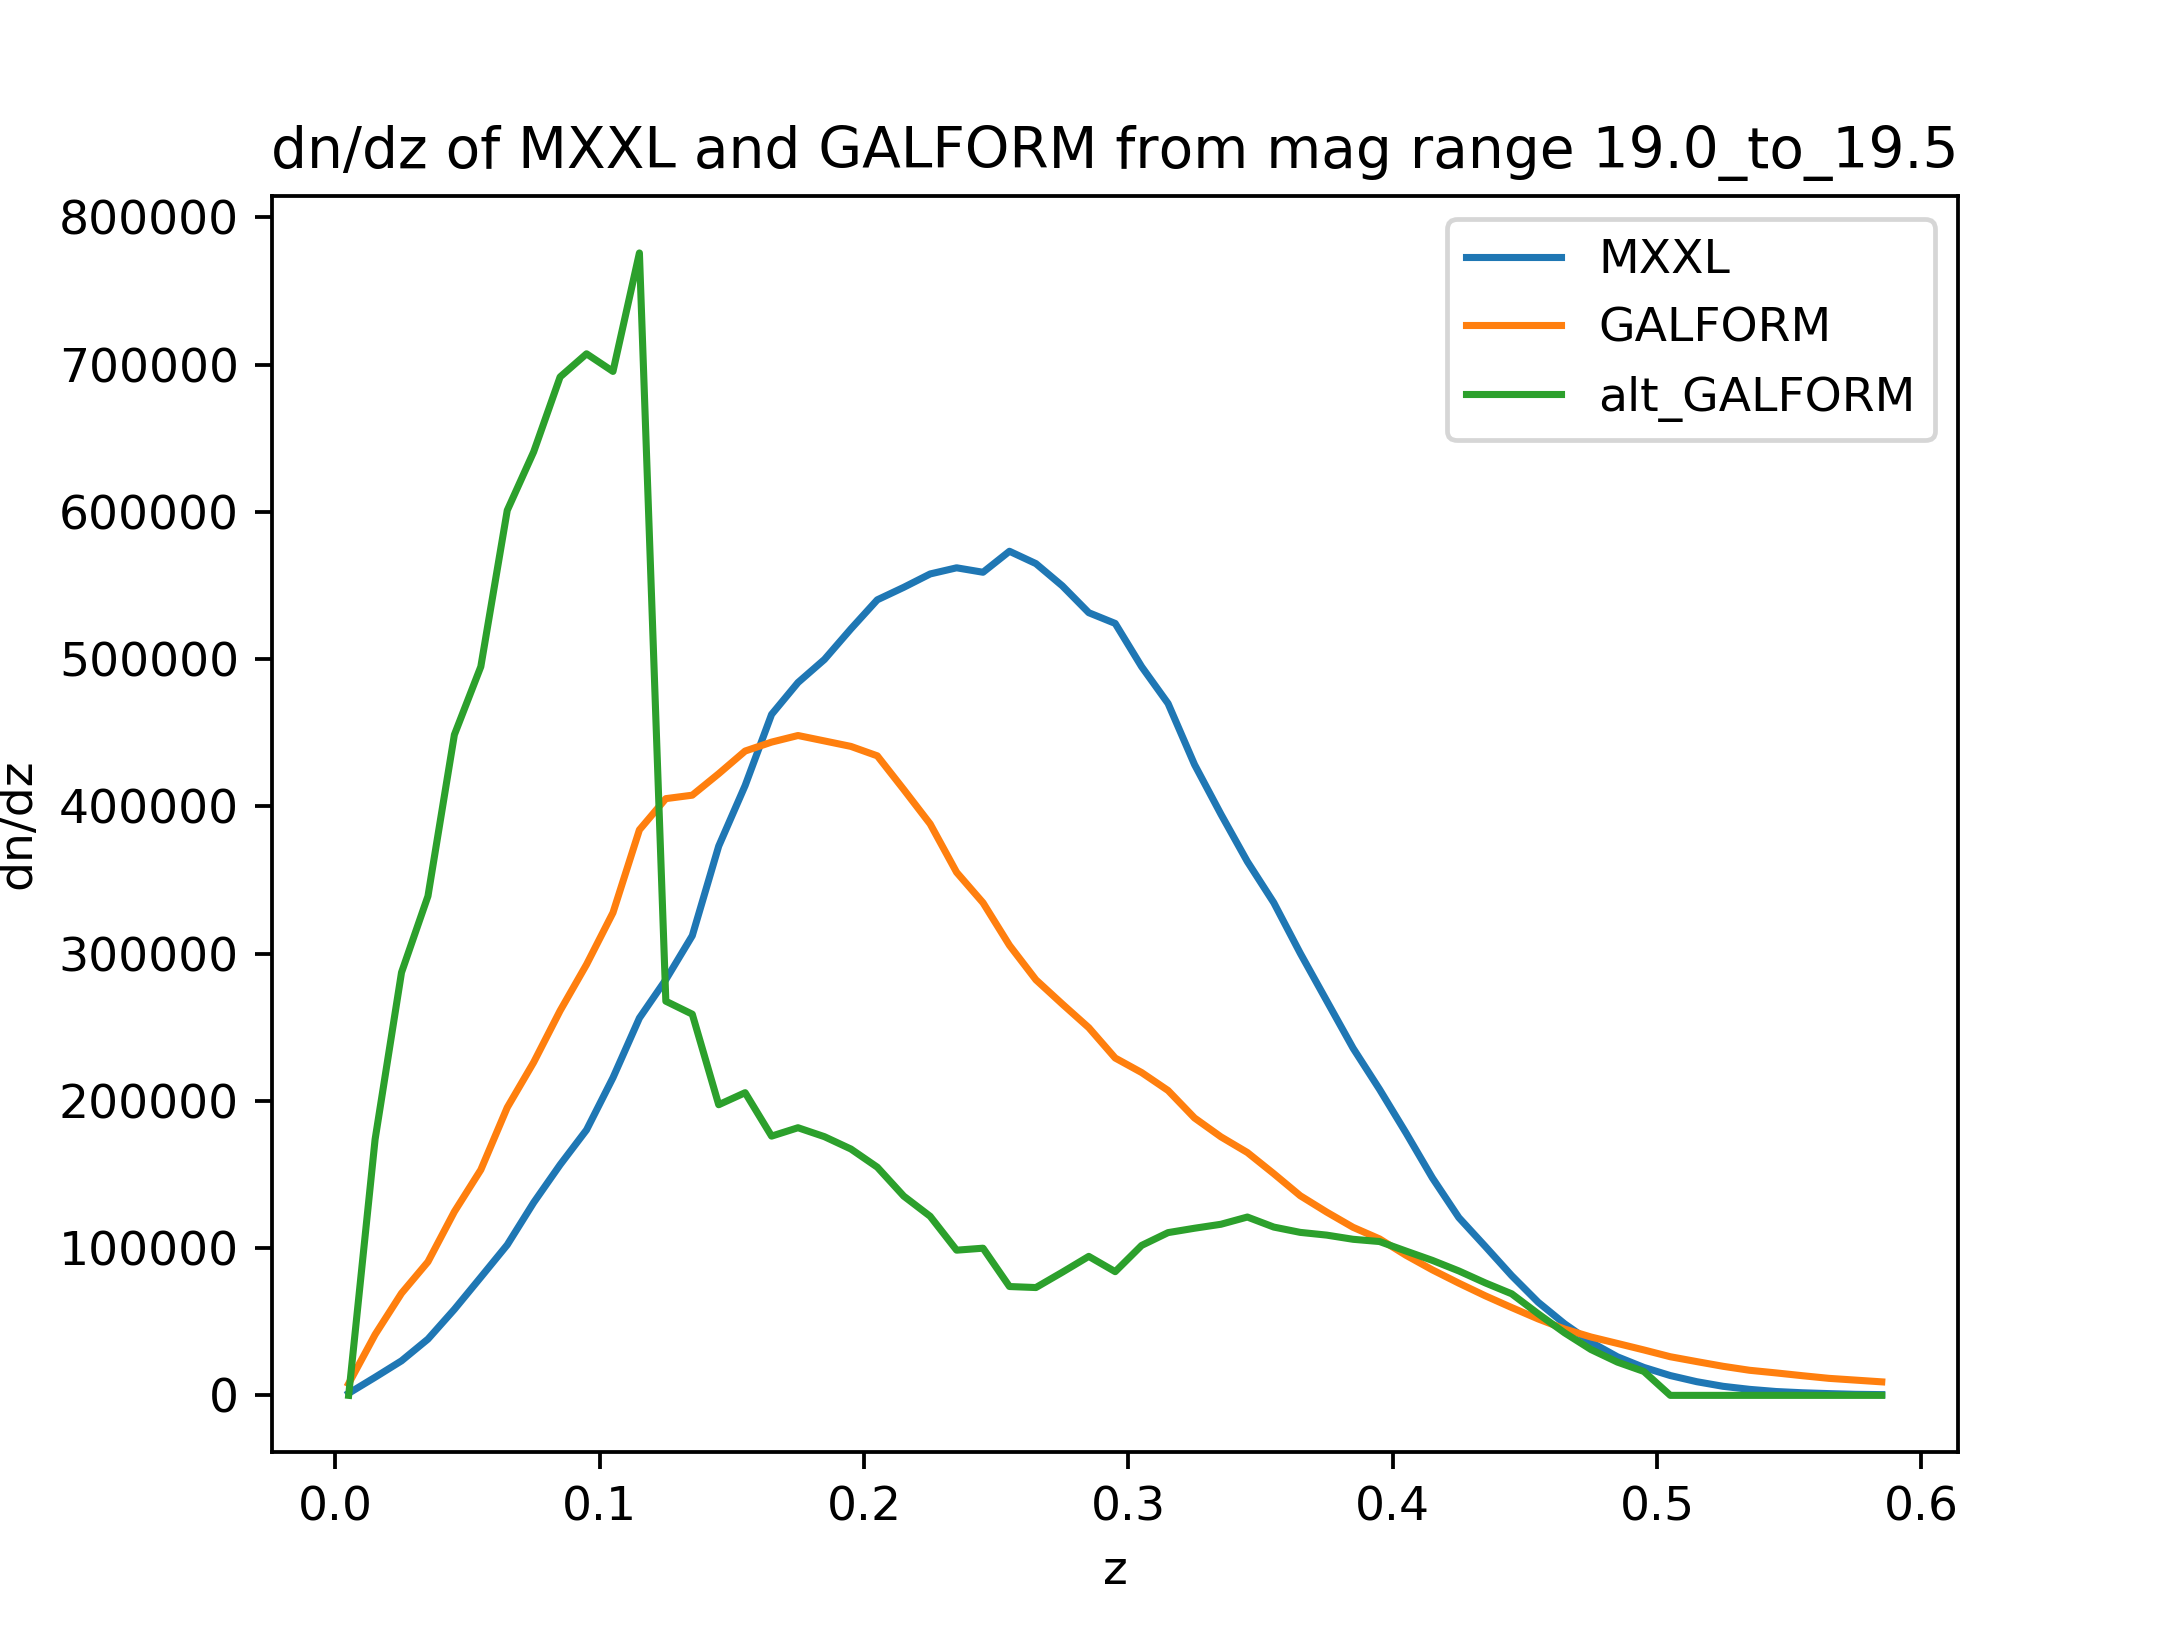 dn/dz of MXXL and GALFORM from mag range 19.0_to_19.5
800000
700000
600000
500000
400000
300000
200000
100000
0
dn/dz
MXXL
GALFORM
alt_GALFORM
0.0 0.1 0.2 0.3 0.4 0.5 0.6
z